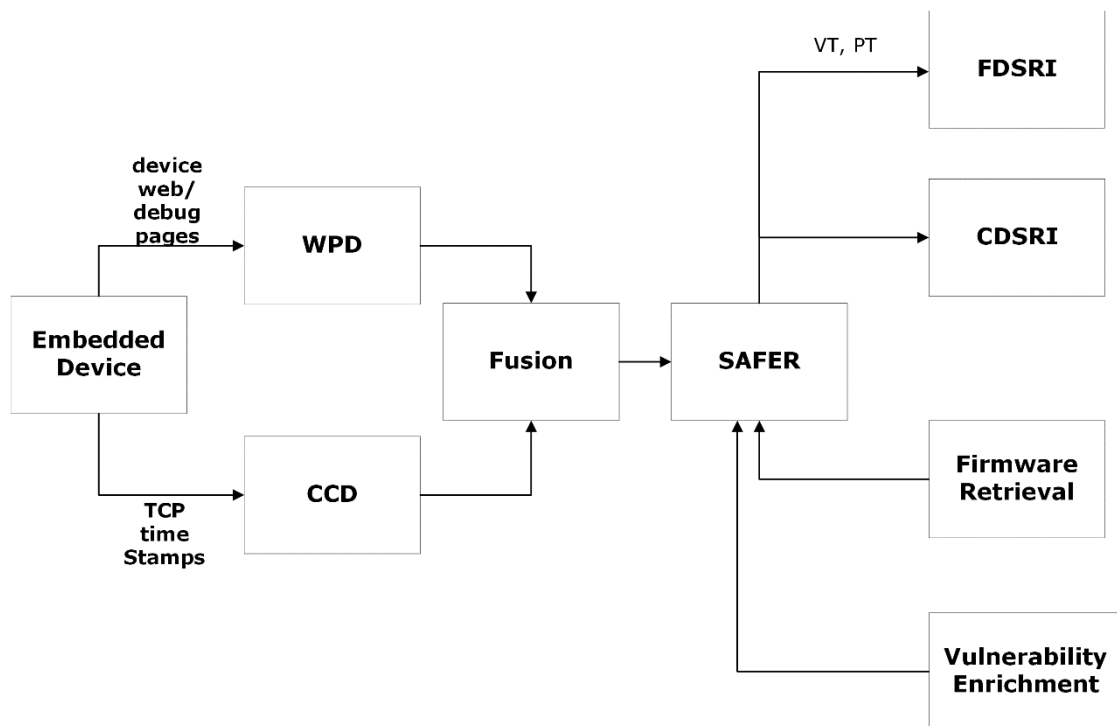 VT, PT
FDSRI
device
web/
debug
pages
WPD
CDSRI
Embedded
Device
Fusion
SAFER
CCD
TCP
time
Stamps
Firmware
Retrieval
Vulnerability
Enrichment